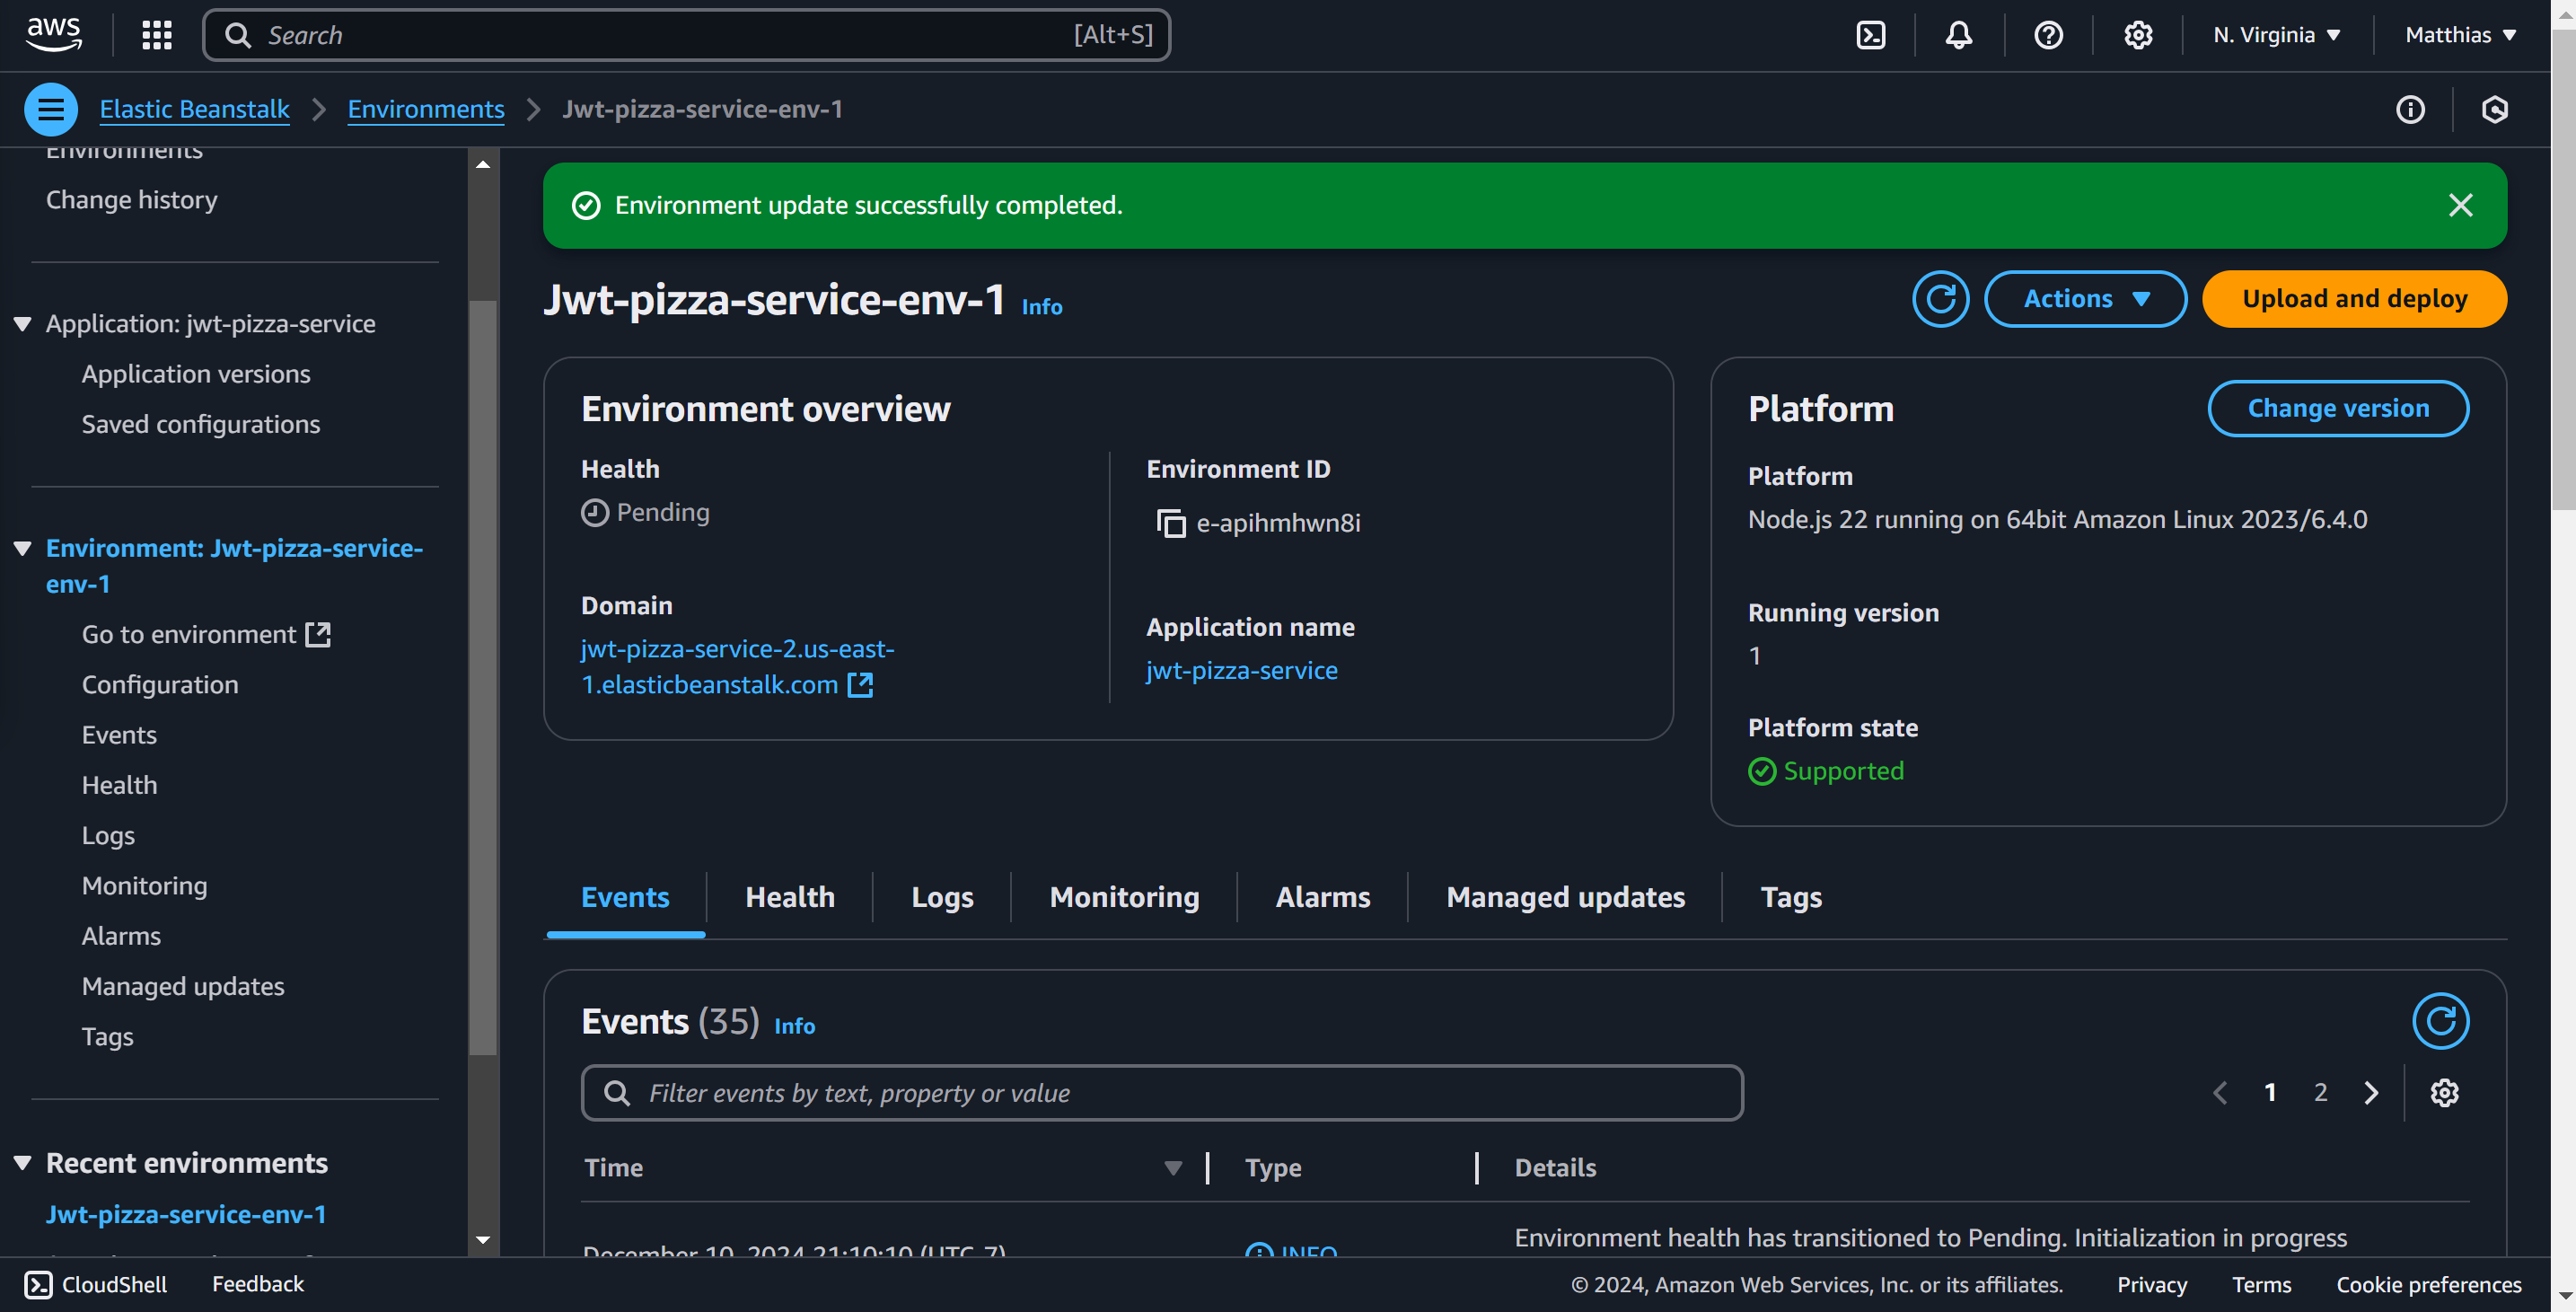 aws
Search
[Alt+S]
N. Virginia
Matthias
Elastic Beanstalk
Environments
Jwt-pizza-service-env-1
Environments
Change history
Application: jwt-pizza-service
Application versions
Saved configurations
Environment: Jwt-pizza-service-
env-1
Go to environment
Configuration
Events
Health
Logs
Monitoring
Alarms
Managed updates
Tags
Recent environments
Jwt-pizza-service-env-1
Environment update successfully completed.
Jwt-pizza-service-env-1 Info
Actions
Upload and deploy
Environment overview
Health
Pending
Domain
jwt-pizza-service-2.us-east-
1.elasticbeanstalk.com
Environment ID
e-apihmhwn8i
Application name
jwt-pizza-service
Platform
Change version
Platform
Node.js 22 running on 64bit Amazon Linux 2023/6.4.0
Running version
1
Platform state
Supported
Events
Health
Logs
Monitoring
Alarms
Managed updates
Tags
Events (35) Info
Filter events by text, property or value
1
2
Time
Type
Details
December 10, 2024 21:10:10 (UTC-7)
INFO
Environment health has transitioned to Pending. Initialization in progress
CloudShell
Feedback
© 2024, Amazon Web Services, Inc. or its affiliates.
Privacy
Terms
Cookie preferences